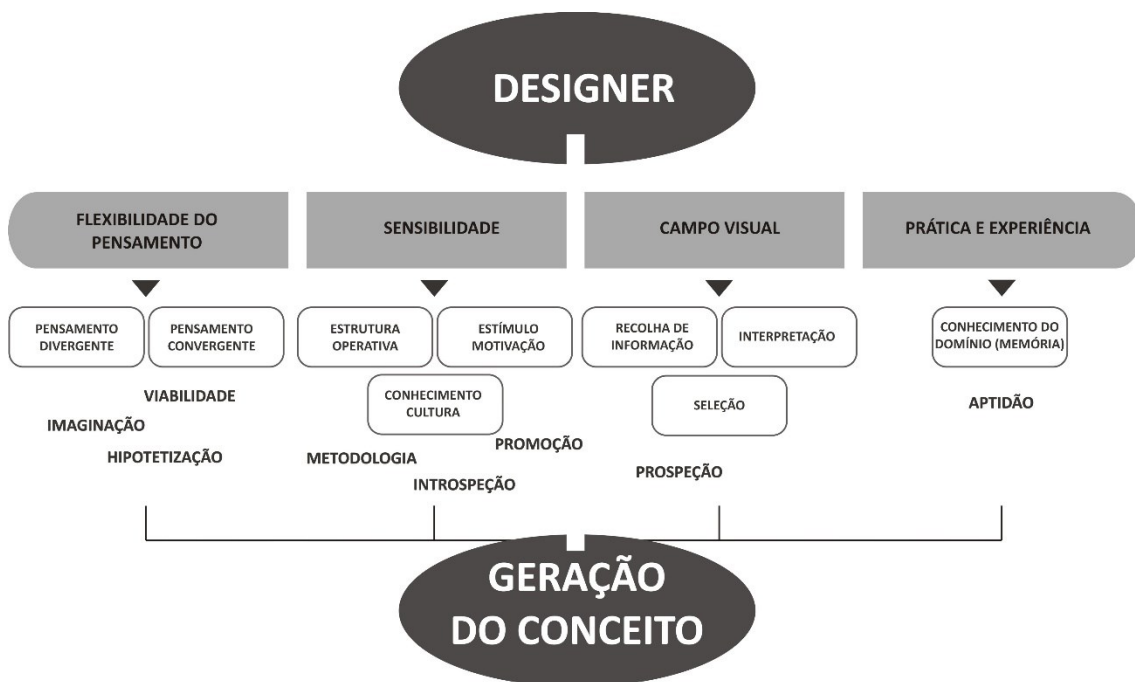 DESIGNER
FLEXIBILIDADE DO
PENSAMENTO
SENSIBILIDADE
CAMPO VISUAL
PRÁTICA E EXPERIÊNCIA
PENSAMENTO
DIVERGENTE
PENSAMENTO
CONVERGENTE
ESTRUTURA
OPERATIVA
ESTÍMULO
MOTIVAÇÃO
RECOLHA DE
INFORMAÇÃO
INTERPRETAÇÃO
CONHECIMENTO DO
DOMÍNIO (MEMÓRIA)
CONHECIMENTO
CULTURA
SELEÇÃO
VIABILIDADE
IMAGINAÇÃO
HIPOTETIZAÇÃO
METODOLOGIA
PROMOÇÃO
INTROSPEÇÃO
PROSPEÇÃO
APTIDÃO
GERAÇÃO
DO CONCEITO